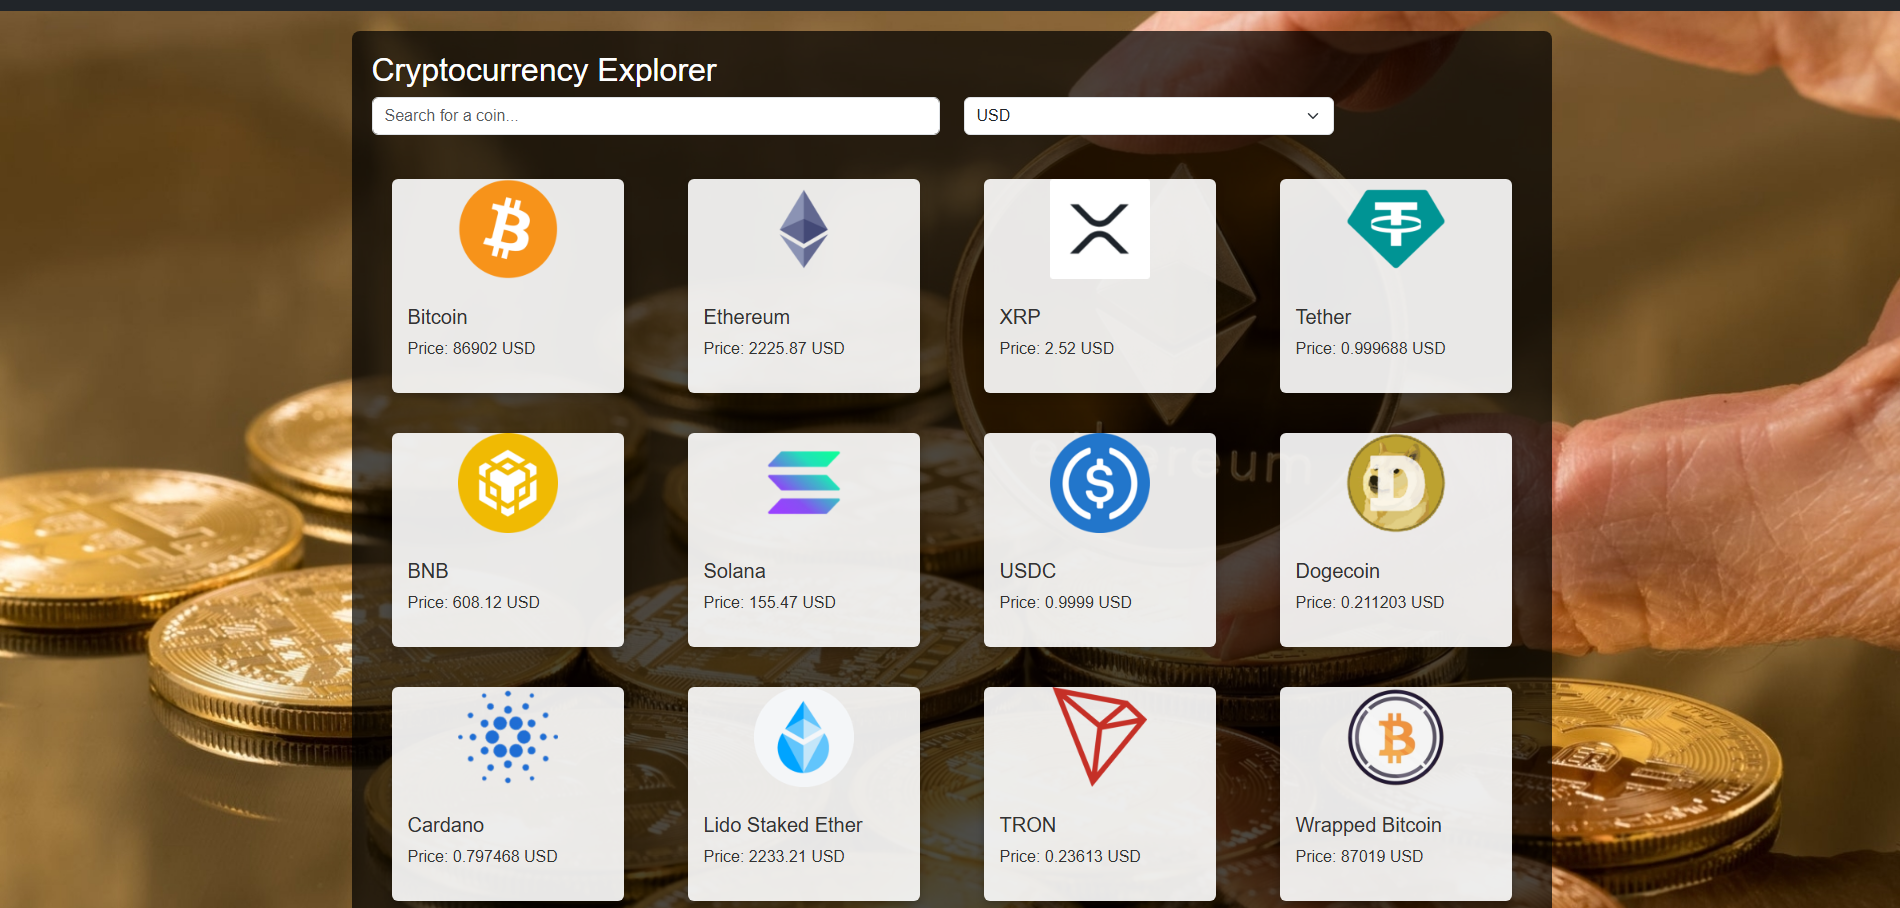 Cryptocurrency Explorer
Search for a coin...
USD
Bitcoin
Price: 86902 USD
Ethereum
Price: 2225.87 USD
XRP
Price: 2.52 USD
Tether
Price: 0.999688 USD
BNB
Price: 608.12 USD
Solana
Price: 155.47 USD
USDC
Price: 0.9999 USD
Dogecoin
Price: 0.211203 USD
ethereum
Cardano
Price: 0.797468 USD
Lido Staked Ether
Price: 2233.21 USD
TRON
Price: 0.23613 USD
Wrapped Bitcoin
Price: 87019 USD